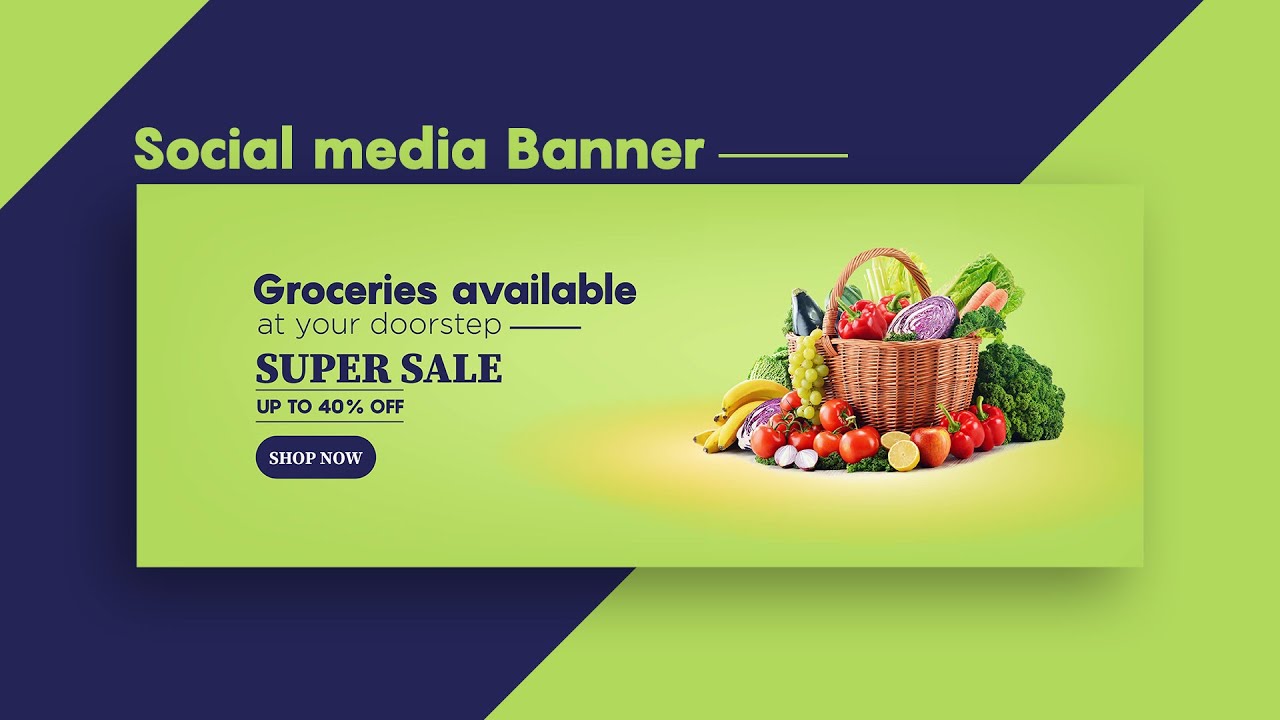 Social media Banner
Groceries available
at your doorstep
SUPER SALE
UP TO 40% OFF
SHOP NOW